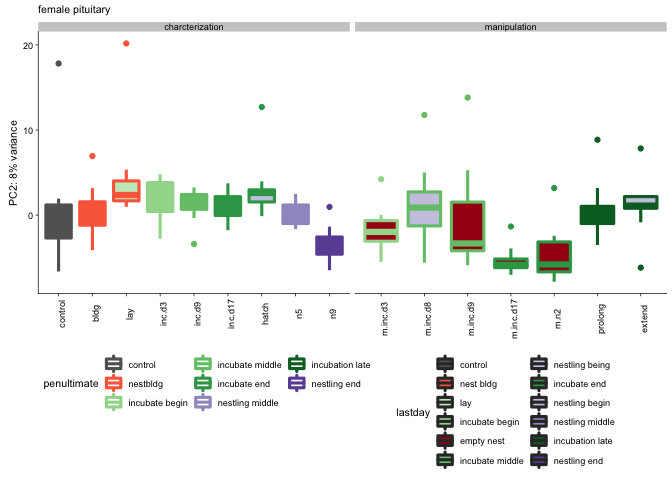 female pituitary
charcterization
manipulation
PC2: 8% variance
20
10
0
control
bldg
lay
inc.d3
inc.d9
inc.d17
hatch
n5
n9
m.inc.d3
m.inc.d8
m.inc.d9
m.inc.d17
m.n2
prolong
extend
penultimate
control
nestbldg
incubate begin
incubate middle
incubate end
nestling middle
incubation late
nestling end
lastday
control
nest bldg
lay
incubate begin
empty nest
incubate middle
nestling being
incubate end
nestling begin
nestling middle
incubation late
nestling end